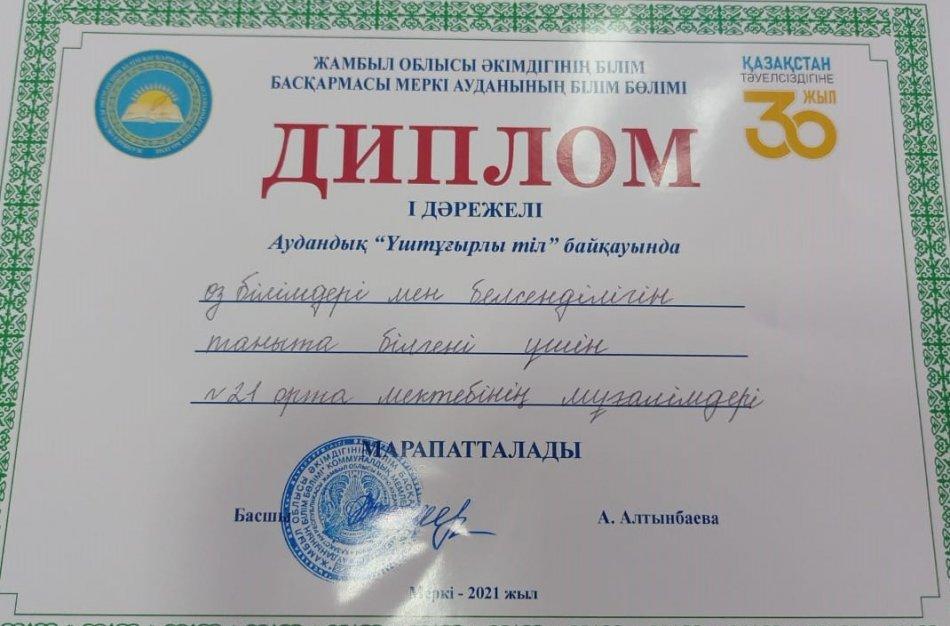 ЖАМБЫЛ ОБЛЫСЫ ӘКІМДІГІНІҢ БІЛІМ
БАСҚАРМАСЫ МЕРКІ АУДАНЫНЫҢ БІЛІМ БӨЛІМІ
ҚАЗАҚСТАН
ТӘУЕЛСІЗДІГІНЕ
30 ЖЫЛ
ДИПЛОМ
І ДӘРЕЖЕЛІ
Аудандық “Үштұғырлы тіл” байқауында
өз білімдері мен белсенділігін
таныта білгені үшін
№21 орта мектебінің мұғалімдері
МАРАПАТТАЛАДЫ
Басшы
А. Алтынбаева
Меркі - 2021 жыл